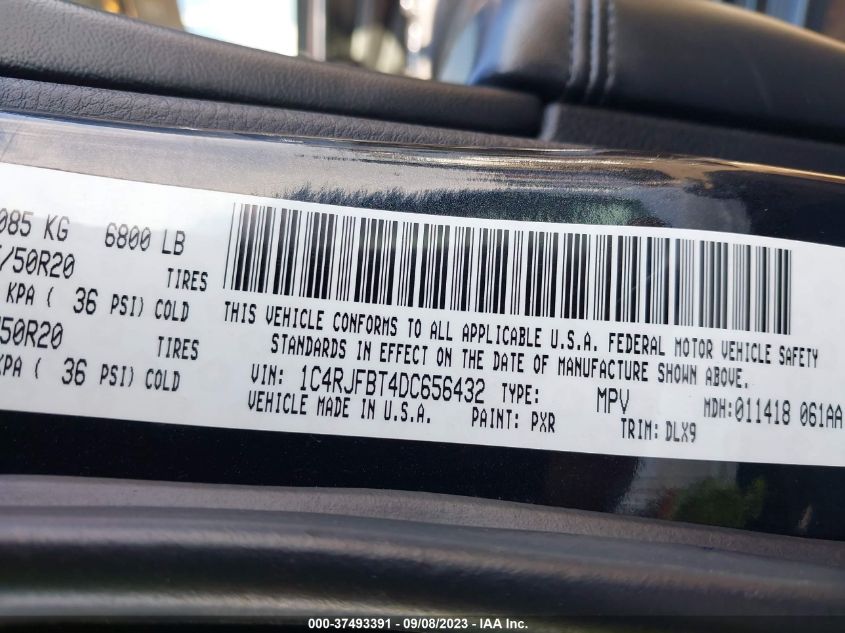 085 KG 6800 LB
/50R20 TIRES
KPA ( 36 PSI) COLD
50R20 TIRES
KPA ( 36 PSI) COLD
THIS VEHICLE CONFORMS TO ALL APPLICABLE U.S.A. FEDERAL MOTOR VEHICLE SAFETY
STANDARDS IN EFFECT ON THE DATE OF MANUFACTURE SHOWN ABOVE.
VIN: 1C4RJFBT4DC656432 TYPE: MPV MDH:011418 061AA
VEHICLE MADE IN U.S.A. PAINT: PXR TRIM: DLX9
000-37493391 - 09/08/2023 - IAA Inc.